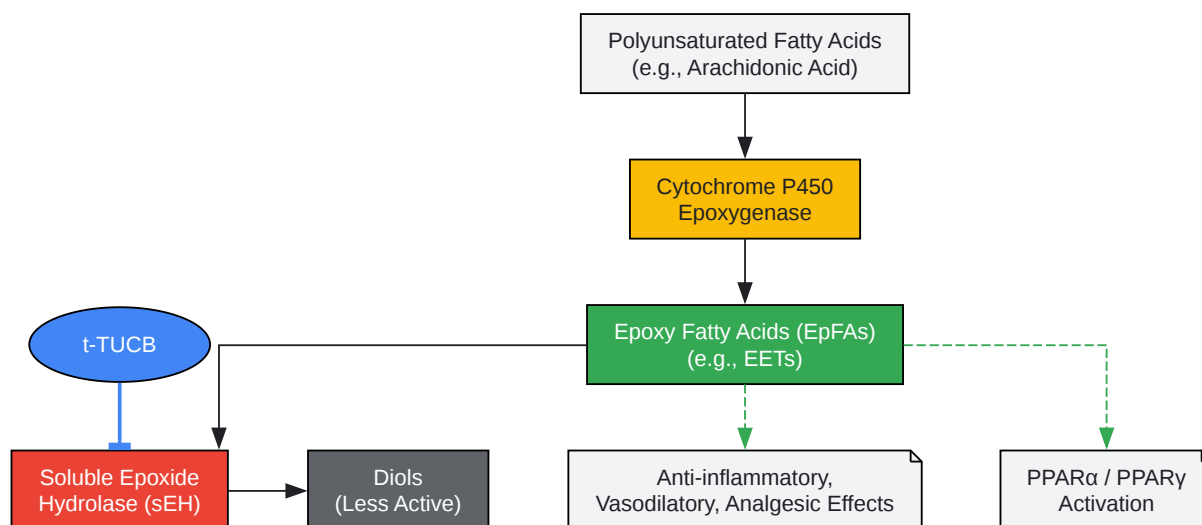 Polyunsaturated Fatty Acids
(e.g., Arachidonic Acid)
Cytochrome P450
Epoxygenase
t-TUCB
Epoxy Fatty Acids (EpFAs)
(e.g., EETs)
Soluble Epoxide
Hydrolase (sEH)
Diols
(Less Active)
Anti-inflammatory,
Vasodilatory, Analgesic Effects
PPARα / PPARγ
Activation